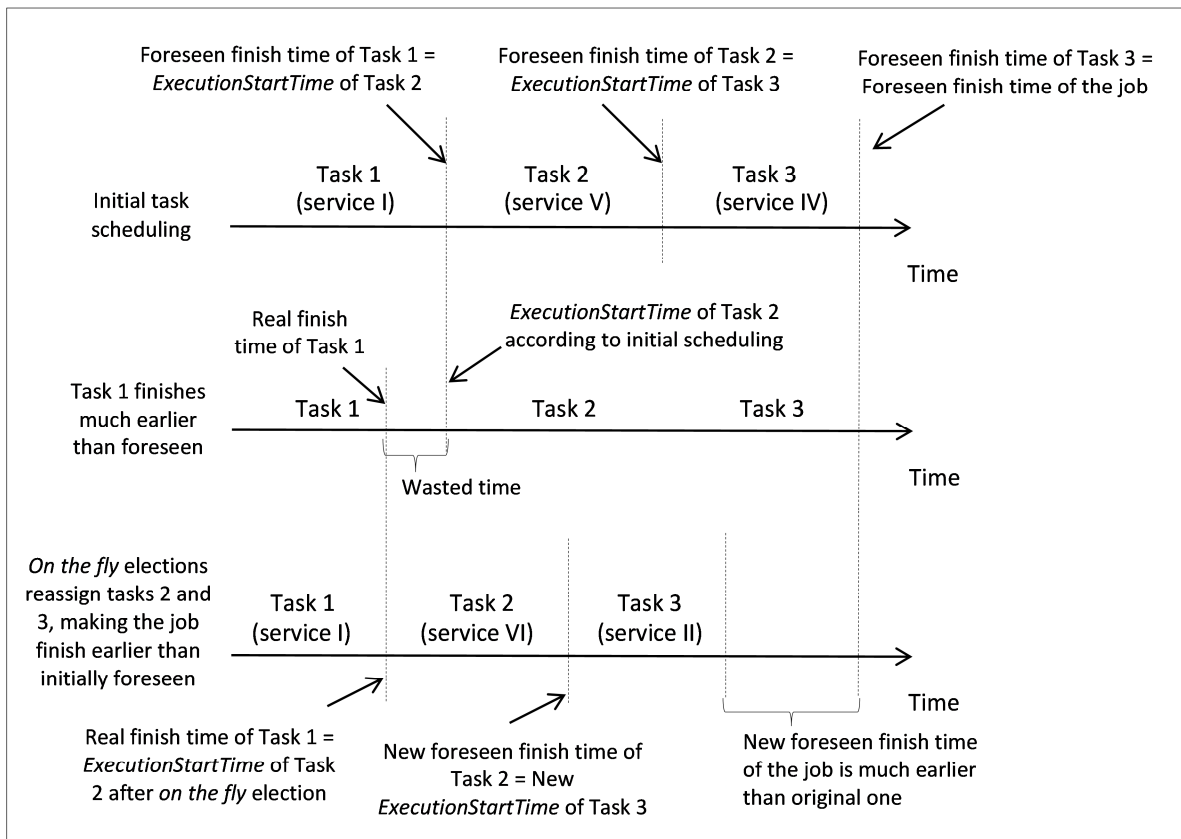 Foreseen finish time of Task 1 =
ExecutionStartTime of Task 2
Foreseen finish time of Task 2 =
ExecutionStartTime of Task 3
Foreseen finish time of Task 3 =
Foreseen finish time of the job
Initial task
scheduling
Task 1
(service I)
Task 2
(service V)
Task 3
(service IV)
Time
Real finish
time of Task 1
ExecutionStartTime of Task 2
according to initial scheduling
Task 1 finishes
much earlier
than foreseen
Task 1
Task 2
Task 3
Wasted time
Time
On the fly elections
reassign tasks 2 and
3, making the job
finish earlier than
initially foreseen
Task 1
(service I)
Task 2
(service VI)
Task 3
(service II)
Time
Real finish time of Task 1 =
ExecutionStartTime of Task
2 after on the fly election
New foreseen finish time of
Task 2 = New
ExecutionStartTime of Task 3
New foreseen finish time
of the job is much earlier
than original one